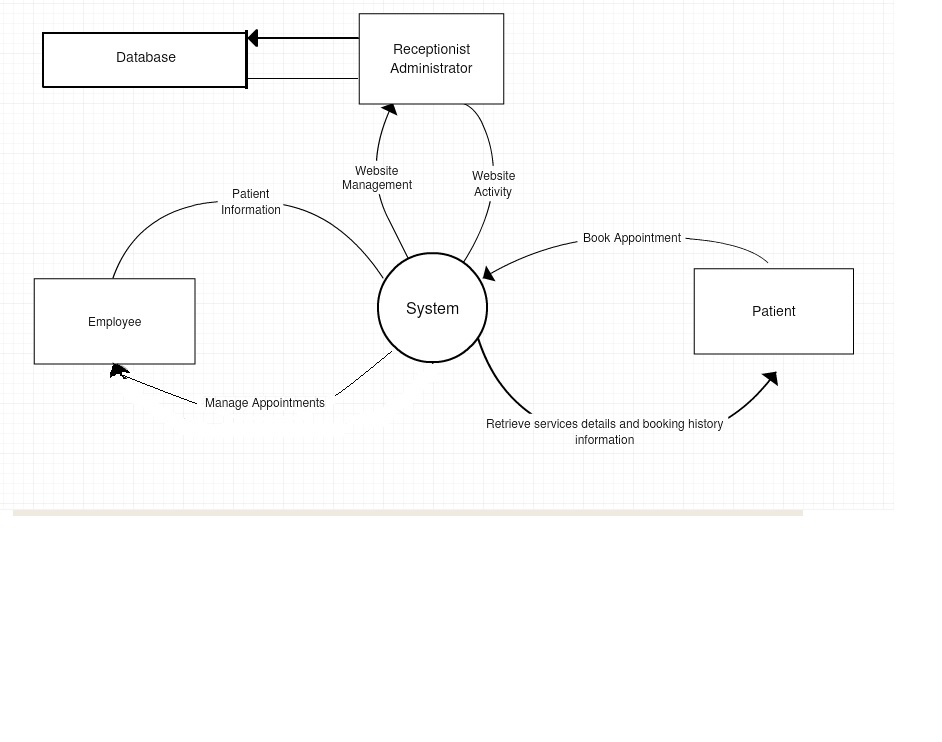 Database
Receptionist
Administrator
Website
Management
Website
Activity
Patient
Information
Book Appointment
Employee
System
Patient
Manage Appointments
Retrieve services details and booking history
information